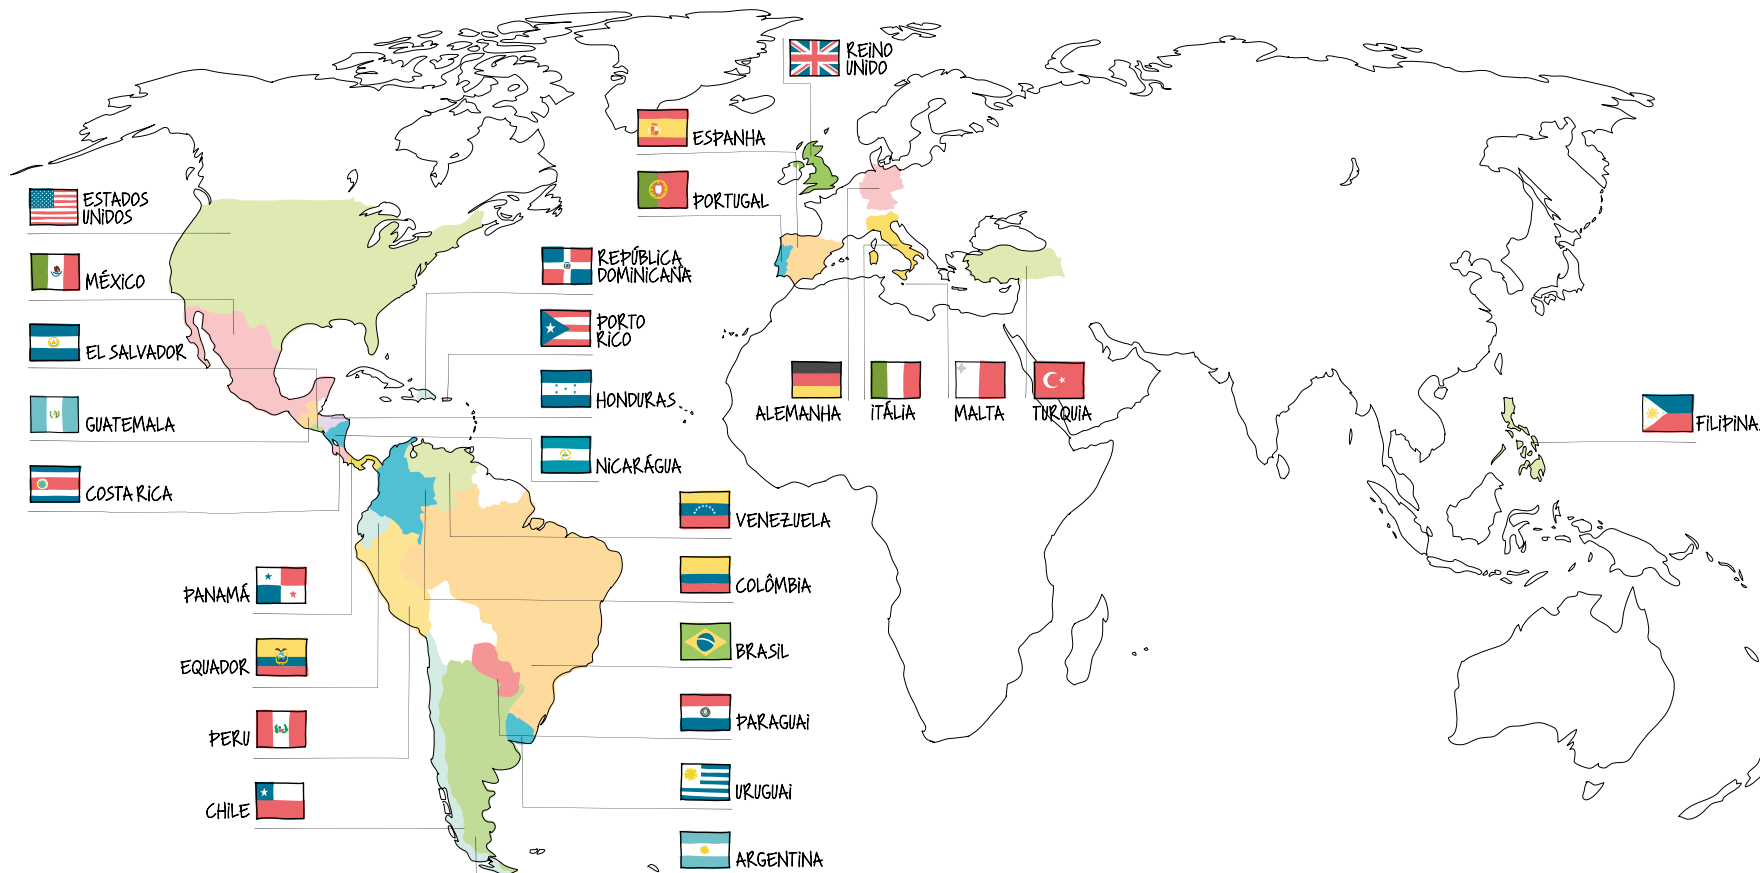 REINO
UNIDO
ESPANHA
PORTUGAL
ESTADOS
UNIDOS
MÉXICO
EL SALVADOR
GUATEMALA
COSTA RICA
REPÚBLICA
DOMINICANA
PORTO
RICO
HONDURAS
NICARÁGUA
ALEMANHA
ITÁLIA
MALTA
TURQUIA
FILIPINA
PANAMÁ
EQUADOR
PERU
CHILE
VENEZUELA
COLÔMBIA
BRASIL
PARAGUAI
URUGUAI
ARGENTINA